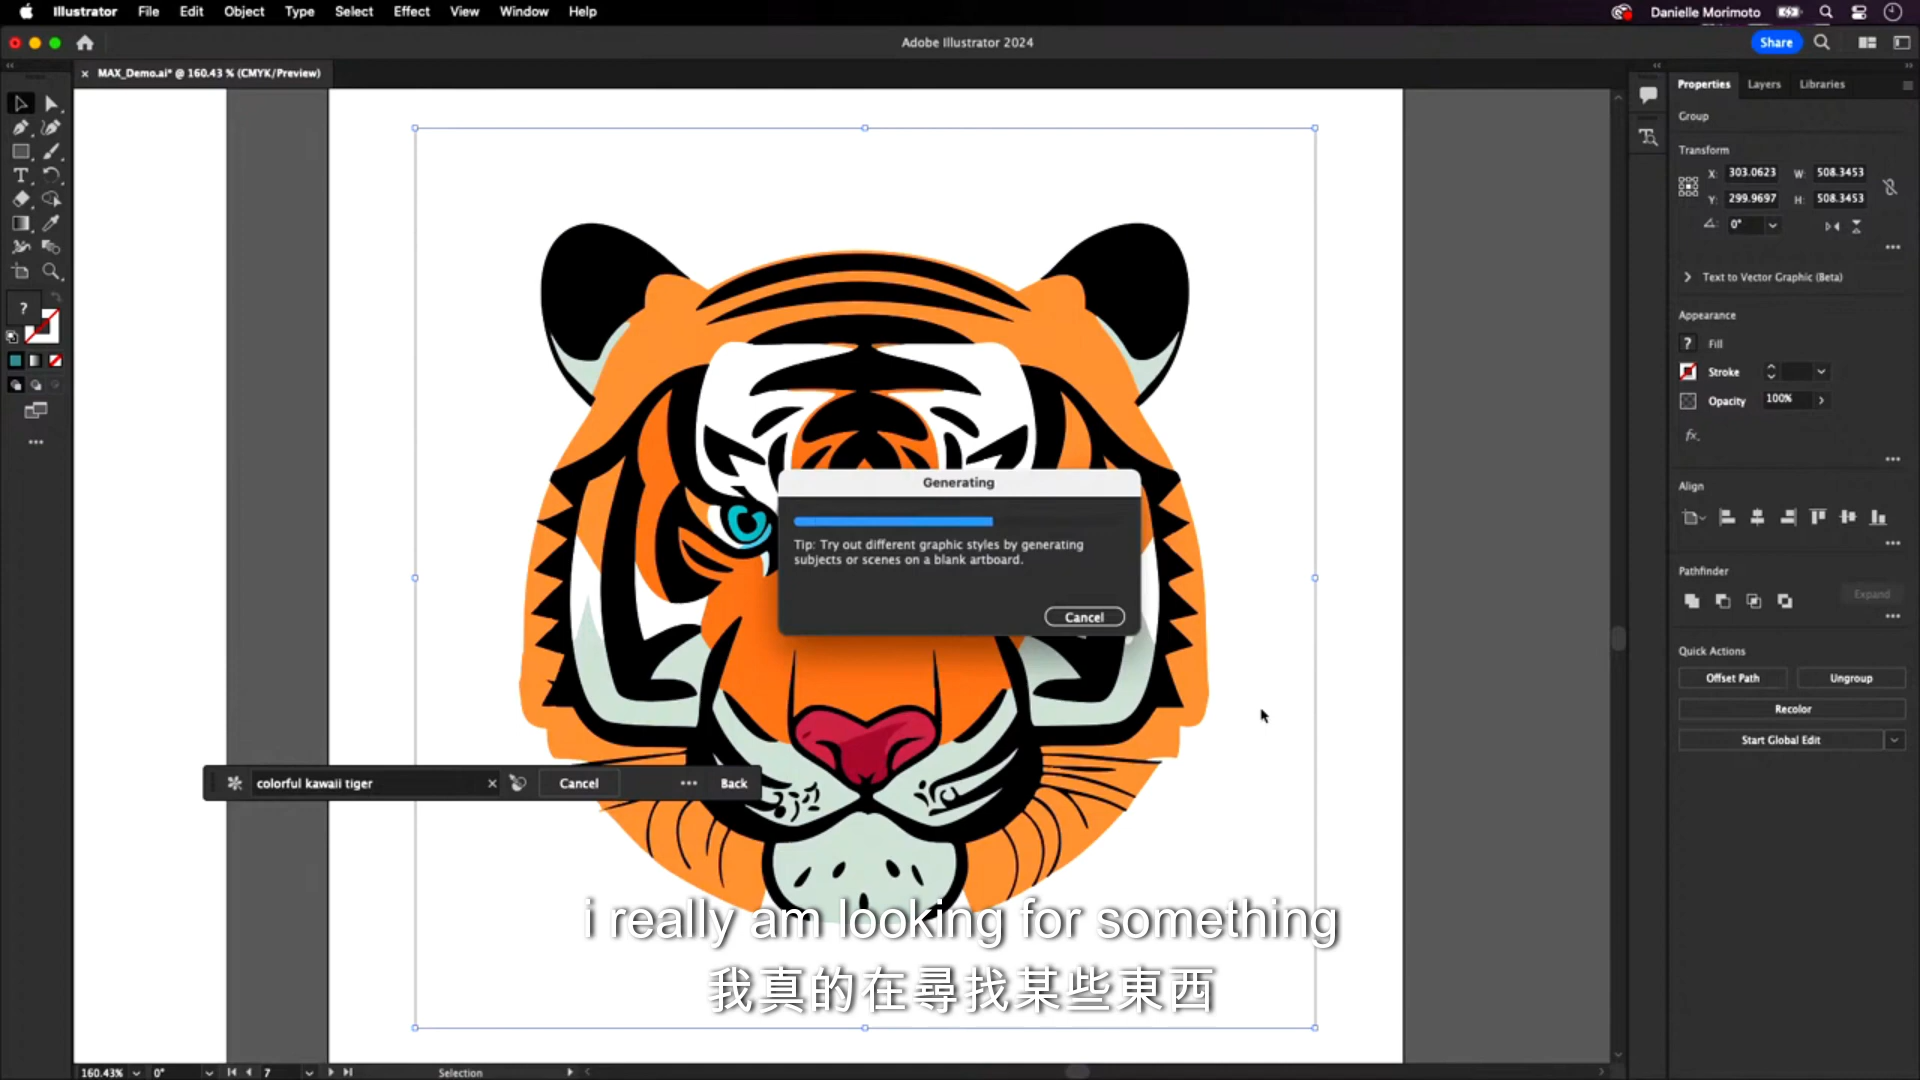 Illustrator File Edit Object Type Select Effect View Window Help
Danielle Morimoto
Adobe Illustrator 2024
Share
MAX_Demo.ai* @ 160.43 % (CMYK/Preview)
Properties Layers Libraries
Group
Transform
X: 303.0623 W: 508.3453
Y: 299.9697 H: 508.3453
0°
Text to Vector Graphic (Beta)
Appearance
? Fill
Stroke
Opacity 100%
fx.
Align
Pathfinder
Expand
Quick Actions
Offset Path Ungroup
Recolor
Start Global Edit
Generating
Tip: Try out different graphic styles by generating
subjects or scenes on a blank artboard.
Cancel
colorful kawaii tiger Cancel Back
i really am looking for something
我真的在尋找某些東西
160.43% 0° 7 Selection